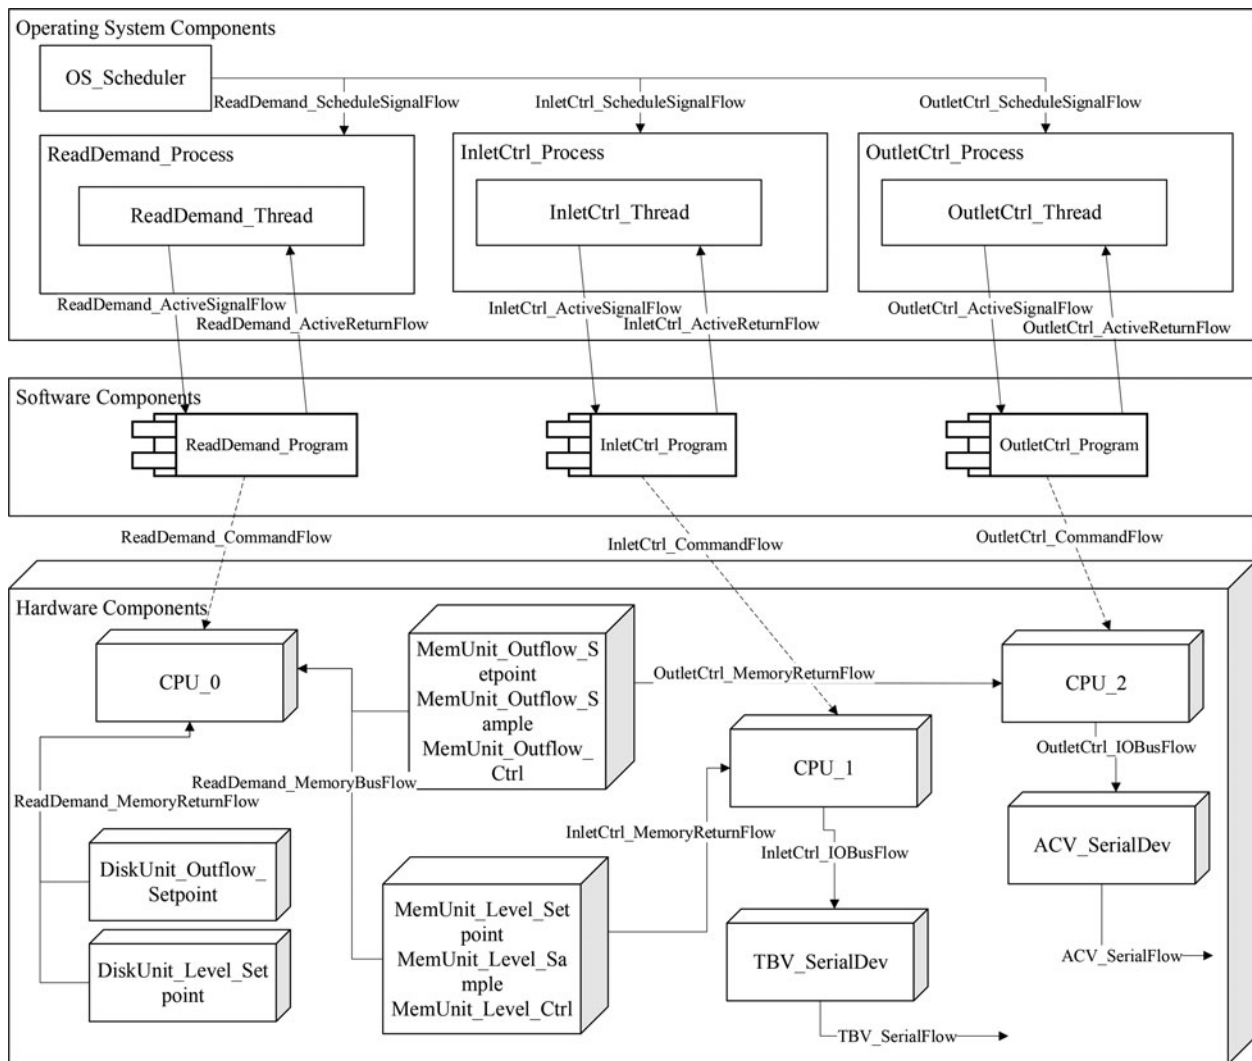 Operating System Components
OS_Scheduler
ReadDemand_ScheduleSignalFlow
InletCtrl_ScheduleSignalFlow
OutletCtrl_ScheduleSignalFlow
ReadDemand_Process
InletCtrl_Process
OutletCtrl_Process
ReadDemand_Thread
InletCtrl_Thread
OutletCtrl_Thread
ReadDemand_ActiveSignalFlow
InletCtrl_ActiveSignalFlow
OutletCtrl_ActiveSignalFlow
ReadDemand_ActiveReturnFlow
InletCtrl_ActiveReturnFlow
OutletCtrl_ActiveReturnFlow
Software Components
ReadDemand_Program
InletCtrl_Program
OutletCtrl_Program
ReadDemand_CommandFlow
InletCtrl_CommandFlow
OutletCtrl_CommandFlow
Hardware Components
CPU_0
MemUnit_Outflow_S
etpoint
MemUnit_Outflow_S
ample
MemUnit_Outflow_
Ctrl
OutletCtrl_MemoryReturnFlow
CPU_2
CPU_1
OutletCtrl_IOBusFlow
ReadDemand_MemoryBusFlow
ReadDemand_MemoryReturnFlow
InletCtrl_MemoryReturnFlow
InletCtrl_IOBusFlow
ACV_SerialDev
DiskUnit_Outflow_
Setpoint
MemUnit_Level_Set
point
MemUnit_Level_Sa
mple
MemUnit_Level_Ctrl
DiskUnit_Level_Set
point
TBV_SerialDev
ACV_SerialFlow
TBV_SerialFlow